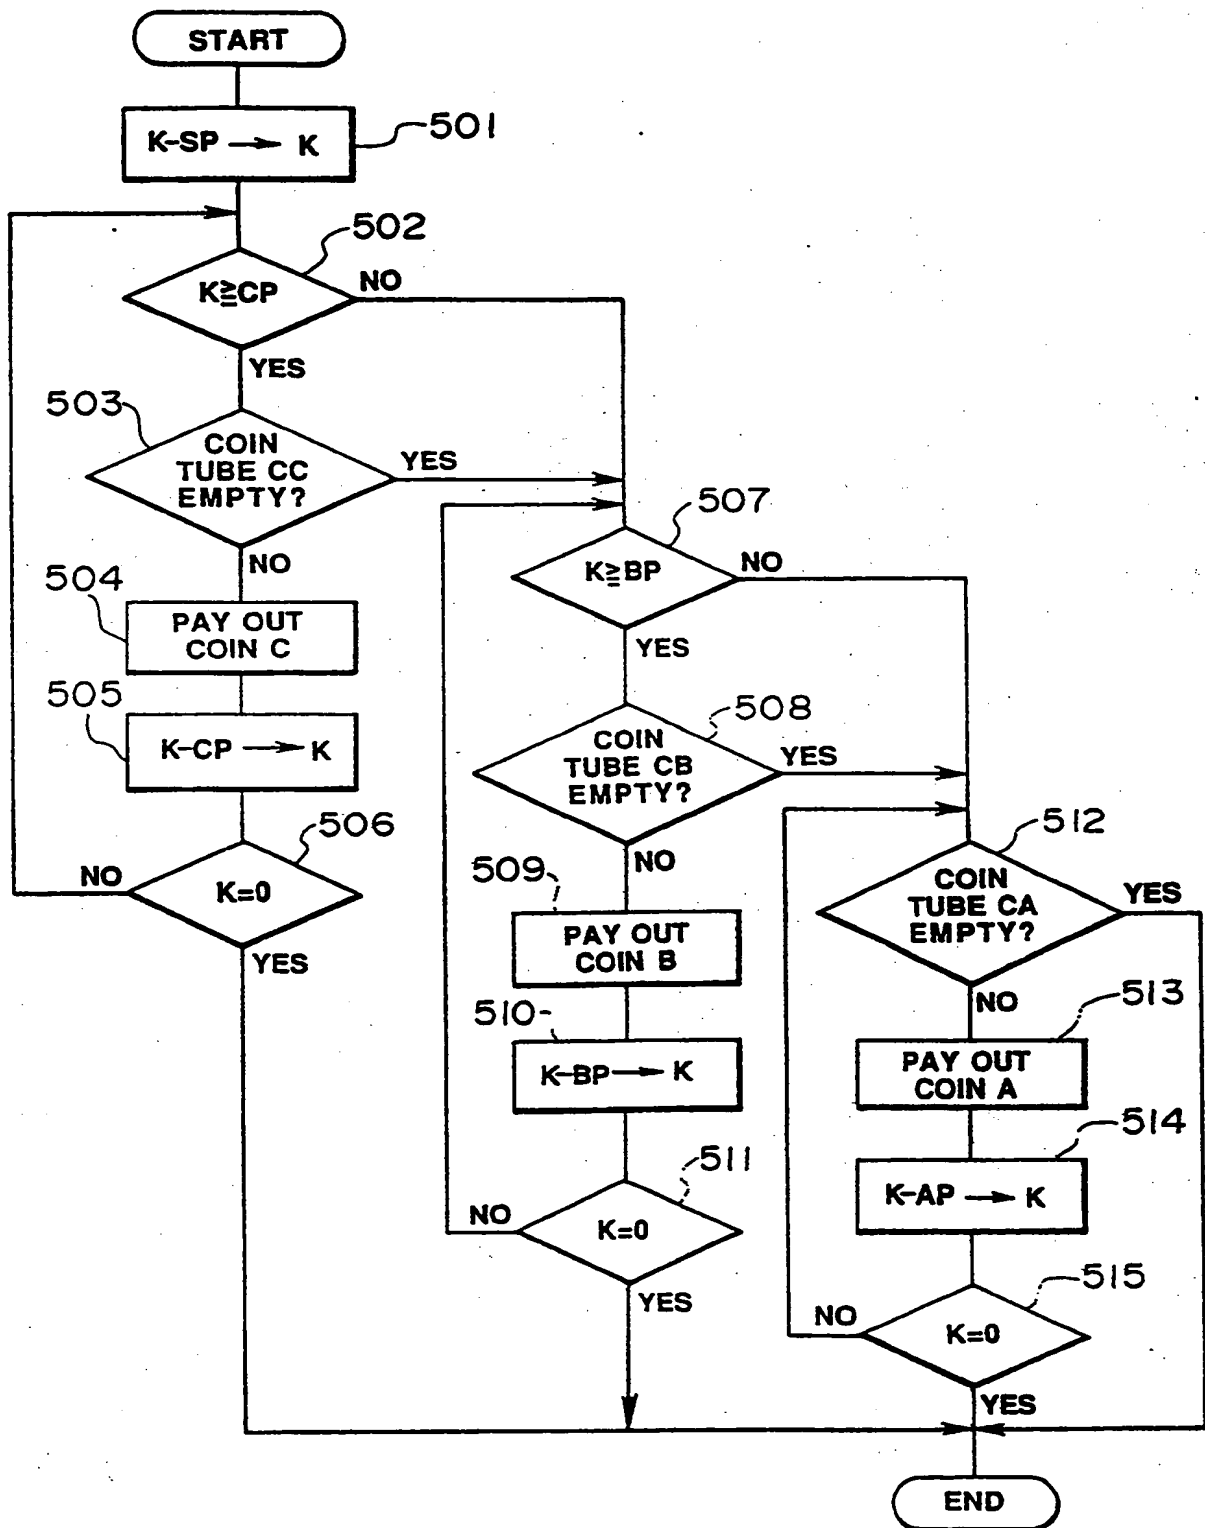 START
K-SP → K
501
502
K≧CP
NO
YES
503
COIN
TUBE CC
EMPTY?
YES
NO
504
PAY OUT
COIN C
505
K-CP → K
506
K=0
NO
YES
507
K≧BP
NO
YES
508
COIN
TUBE CB
EMPTY?
YES
NO
509
PAY OUT
COIN B
510
K-BP → K
511
K=0
NO
YES
512
COIN
TUBE CA
EMPTY?
YES
NO
513
PAY OUT
COIN A
514
K-AP → K
515
K=0
NO
YES
END